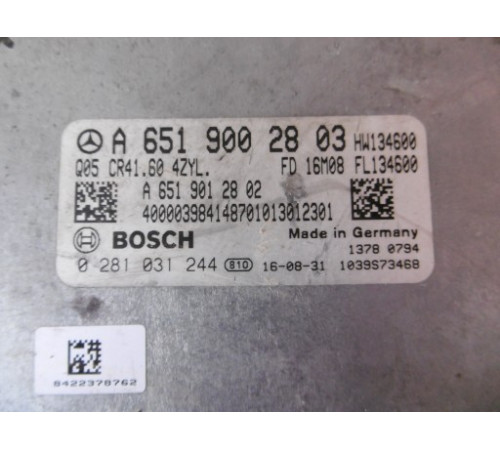 A 651 900 28 03 HW134600
Q05 CR41.60 4ZYL. FD 16M08 FL134600
A 651 901 28 02
400003984148701013012301
BOSCH Made in Germany
1378 0794
0 281 031 244 B10 16-08-31 1039S73468
8422378762